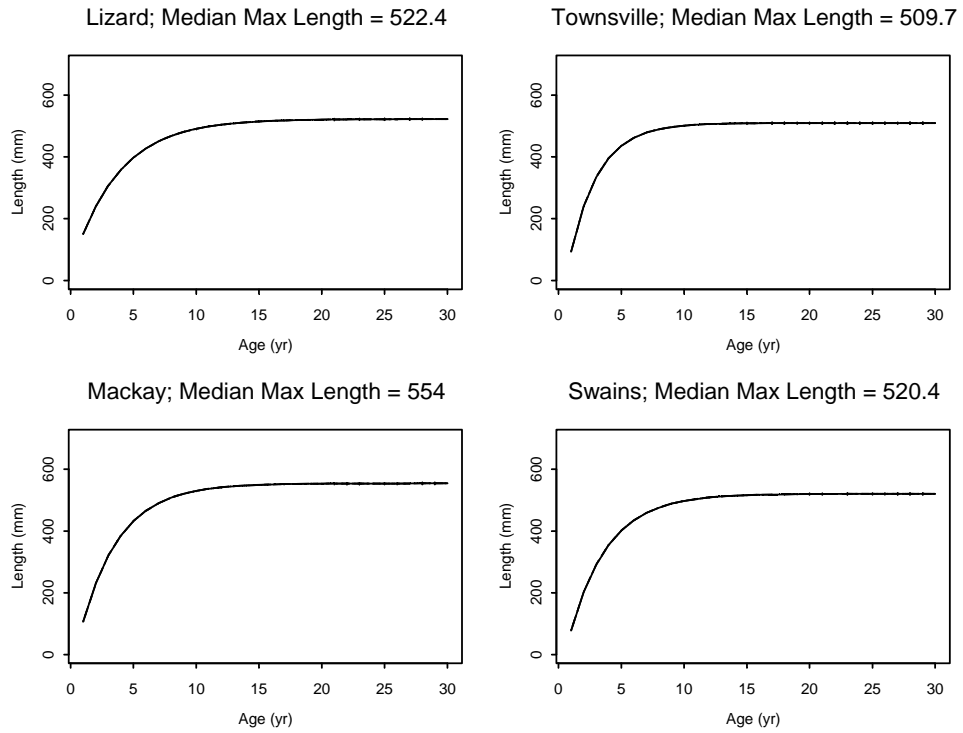 Lizard; Median Max Length = 522.4
600
400
200
0
Length (mm)
0 5 10 15 20 25 30
Age (yr)
Townsville; Median Max Length = 509.7
600
400
200
0
Length (mm)
0 5 10 15 20 25 30
Age (yr)
Mackay; Median Max Length = 554
600
400
200
0
Length (mm)
0 5 10 15 20 25 30
Age (yr)
Swains; Median Max Length = 520.4
600
400
200
0
Length (mm)
0 5 10 15 20 25 30
Age (yr)